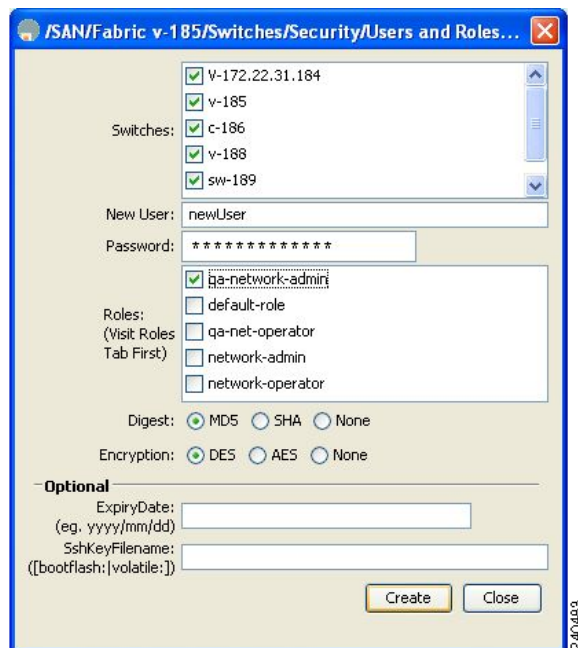 /SAN/Fabric v-185/Switches/Security/Users and Roles...
Switches:
V-172.22.31.184
v-185
c-186
v-188
sw-189
New User: newUser
Password: *************
Roles:
(Visit Roles
Tab First)
qa-network-admin
default-role
qa-net-operator
network-admin
network-operator
Digest: MD5 SHA None
Encryption: DES AES None
Optional
ExpiryDate:
(eg. yyyy/mm/dd)
SshKeyFilename:
([bootflash:|volatile:])
Create Close
240483